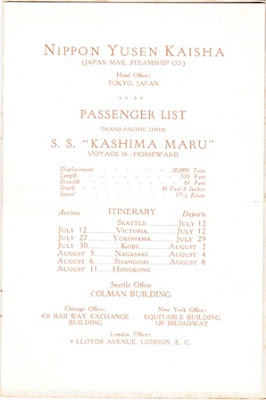 NIPPON YUSEN KAISHA
(JAPAN MAIL STEAMSHIP CO.)
Head Office:
TOKYO, JAPAN
PASSENGER LIST
TRANS-PACIFIC LINER
S. S. "KASHIMA MARU"
VOYAGE 16—HOMEWARD
Displacement 20,000 Tons
Length 510 Feet
Breadth 61 Feet
Depth 36 Feet 6 Inches
Speed 17½ Knots
Arrives ITINERARY Departs
SEATTLE JULY 12
JULY 12 VICTORIA JULY 12
JULY 27 YOKOHAMA JULY 29
JULY 30 KOBE AUGUST 2
AUGUST 3 NAGASAKI AUGUST 4
AUGUST 6 SHANGHAI AUGUST 8
AUGUST 11 HONGKONG
Seattle Office
COLMAN BUILDING
Chicago Office: New York Office:
RAILWAY EXCHANGE EQUITABLE BUILDING
BUILDING 120 BROADWAY
London Office:
4 LLOYDS AVENUE, LONDON, E. C.